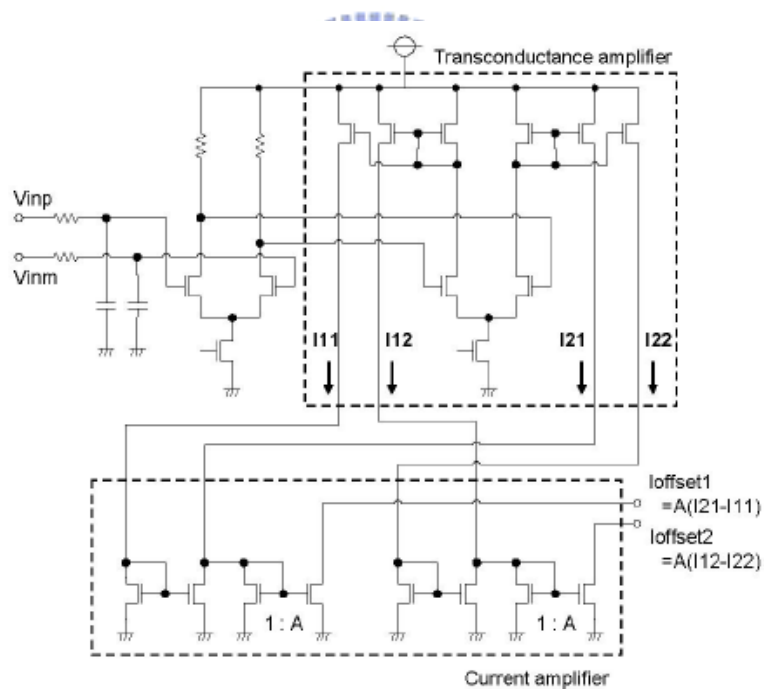 Transconductance amplifier
Vinp
Vinm
I11
I12
I21
I22
Ioffset1
=A(I21-I11)
Ioffset2
=A(I12-I22)
1 : A
1 : A
Current amplifier